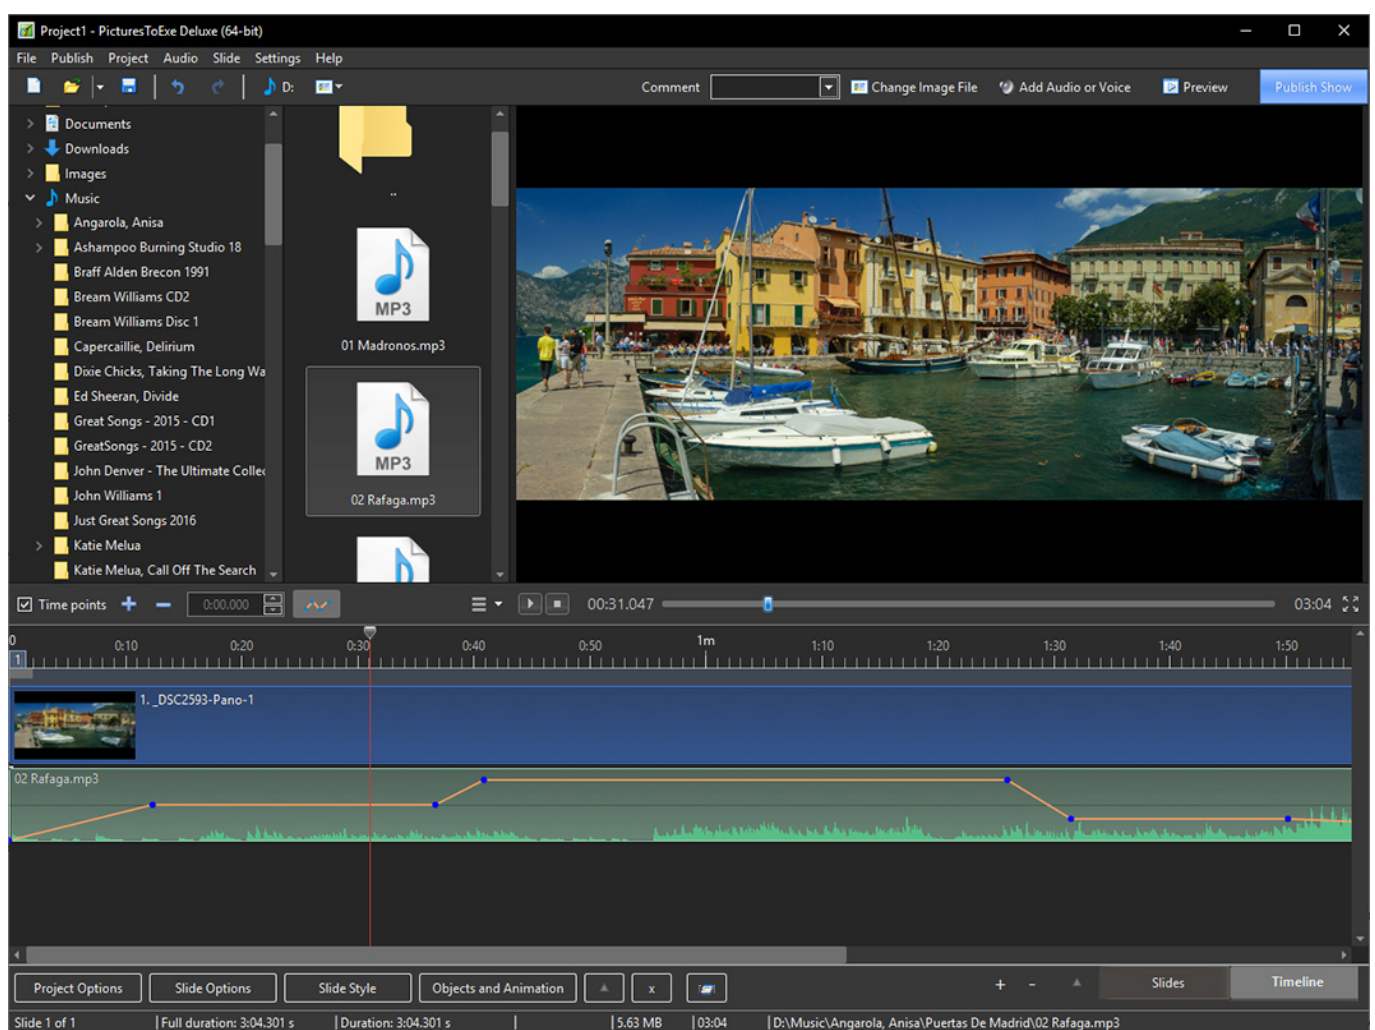 Project1 - PicturesToExe Deluxe (64-bit)
File Publish Project Audio Slide Settings Help
D: Comment Change Image File Add Audio or Voice Preview Publish Show
Documents
Downloads
Images
Music
Angarola, Anisa
Ashampoo Burning Studio 18
Braff Alden Brecon 1991
Bream Williams CD2
Bream Williams Disc 1
Capercaillie, Delirium
Dixie Chicks, Taking The Long Wa
Ed Sheeran, Divide
Great Songs - 2015 - CD1
GreatSongs - 2015 - CD2
John Denver - The Ultimate Collec
John Williams 1
Just Great Songs 2016
Katie Melua
Katie Melua, Call Off The Search
..
MP3
01 Madronos.mp3
MP3
02 Rafaga.mp3
Time points 0:00.000 00:31.047 03:04
0 0:10 0:20 0:30 0:40 0:50 1m 1:10 1:20 1:30 1:40 1:50
1
1. _DSC2593-Pano-1
02 Rafaga.mp3
Project Options Slide Options Slide Style Objects and Animation x + - Slides Timeline
Slide 1 of 1 Full duration: 3:04.301 s Duration: 3:04.301 s 5.63 MB 03:04 D:\Music\Angarola, Anisa\Puertas De Madrid\02 Rafaga.mp3